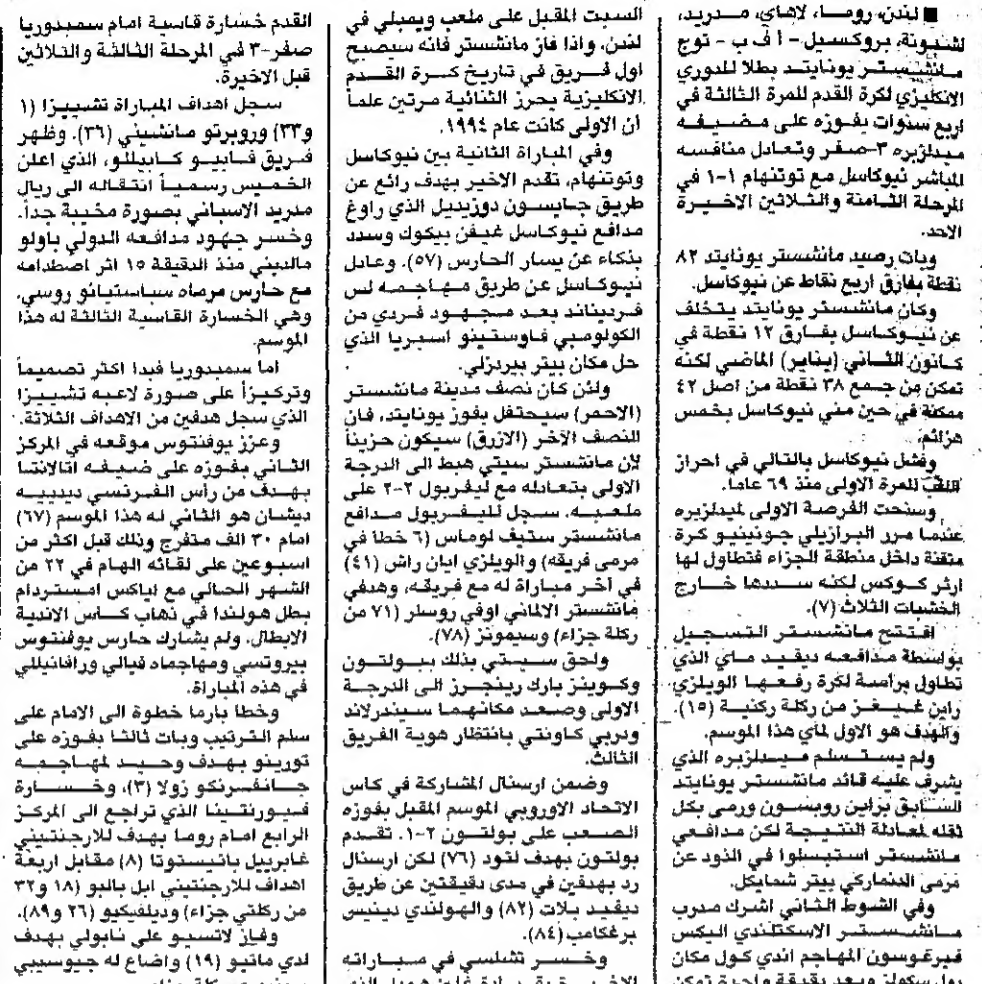 ■ لندن، روما، لاهاي، مدريد،
لشبونة، بروكسيل - أ ف ب - توج
مانشستر يونايتد بطلا للدوري
الانكليزي لكرة القدم للمرة الثالثة في
اربع سنوات بفوزه على مضيفه
ميدلزبره ٣-صفر وتعادل منافسه
المباشر نيوكاسل مع توتنهام ١-١ في
المرحلة الثامنة والثلاثين الاخيرة
الاحد.
وبات رصيد مانشستر يونايتد ٨٢
نقطة بفارق اربع نقاط عن نيوكاسل.
وكان مانشستر يونايتد يتخلف
عن نيوكاسل بفارق ١٢ نقطة في
كانون الثاني (يناير) الماضي لكنه
تمكن من جمع ٣٨ نقطة من اصل ٤٢
ممكنة في حين مني نيوكاسل بخمس
هزائم.
وفشل نيوكاسل بالتالي في احراز
اللقب للمرة الاولى منذ ٦٩ عاما.
وسنحت الفرصة الاولى لميدلزبره
عندما مرر البرازيلي جونينيو كرة
متقنة داخل منطقة الجزاء فتطاول لها
ارثر كوكس لكنه سددها خارج
الخشبات الثلاث (٧).
افتتح مانشستر التسجيل
بواسطة مدافعه ديفيد ماي الذي
تطاول برأسه لكرة رفعها الويلزي
راين غيغز من ركلة ركنية (١٥).
والهدف هو الاول لماي هذا الموسم.
ولم يستسلم ميدلزبره الذي
يشرف عليه قائد مانشستر يونايتد
السابق براين روبسون ورمى بكل
ثقله لمعادلة النتيجة لكن مدافعي
مانشستر استبسلوا في الذود عن
مرمى الدنماركي بيتر شمايكل.
وفي الشوط الثاني اشرك مدرب
مانشستر الاسكتلندي اليكس
فيرغوسون المهاجم اندي كول مكان
بول سكولز وبعد دقيقة واحدة تمكن
السبت المقبل على ملعب ويمبلي في
لندن، واذا فاز مانشستر فانه سيصبح
اول فريق في تاريخ كرة القدم
الانكليزية يحرز الثنائية مرتين علماً
أن الاولى كانت عام ١٩٩٤.
وفي المباراة الثانية بين نيوكاسل
وتوتنهام، تقدم الاخير بهدف رائع عن
طريق جايسون دوزيديل الذي راوغ
مدافع نيوكاسل غيفن بيكوك وسدد
بذكاء عن يسار الحارس (٥٧). وعادل
نيوكاسل عن طريق مهاجمه لس
فرديناند بعد مجهود فردي من
الكولومبي فاوستينو اسبريا الذي
حل مكان بيتر بيردزلي.
ولئن كان نصف مدينة مانشستر
(الاحمر) سيحتفل بفوز يونايتد، فان
النصف الآخر (الازرق) سيكون حزيناً
لأن مانشستر سيتي هبط الى الدرجة
الاولى بتعادله مع ليفربول ٢-٢ على
ملعبه. سجل لليفربول مدافع
مانشستر ستيف لوماس (٦ خطا في
مرمى فريقه) والويلزي ايان راش (٤١)
في آخر مباراة له مع فريقه، وهدفي
مانشستر الالماني اوفي روسلر (٧١ من
ركلة جزاء) وسيمونز (٧٨).
ولحق سيتي بذلك ببولتون
وكوينز بارك رينجرز الى الدرجة
الاولى وصعد مكانهما سيندرلاند
ودربي كاونتي بانتظار هوية الفريق
الثالث.
وضمن ارسنال المشاركة في كاس
الاتحاد الاوروبي الموسم المقبل بفوزه
الصعب على بولتون ٢-١. تقدم
بولتون بهدف لتود (٧٦) لكن ارسنال
رد بهدفين في مدى دقيقتين عن طريق
ديفيد بلات (٨٢) والهولندي دينيس
برغكامب (٨٤).
وخسر تشلسي في مباراته
القدم خسارة قاسية امام سمبدوريا
صفر-٣ في المرحلة الثالثة والثلاثين
قبل الاخيرة.
سجل اهداف المباراة تشييزا (١
و٣٣) وروبرتو مانشيني (٣٦). وظهر
فريق فابيو كابيللو، الذي اعلن
الخميس رسمياً انتقاله الى ريال
مدريد الاسباني بصورة مخيبة جداً.
وخسر جهود مدافعه الدولي باولو
مالديني منذ الدقيقة ١٥ اثر اصطدامه
مع حارس مرماه سباستيانو روسي.
وهي الخسارة القاسية الثالثة له هذا
الموسم.
اما سمبدوريا فبدا اكثر تصميماً
وتركيزاً على صورة لاعبه تشييزا
الذي سجل هدفين من الاهداف الثلاثة.
وعزز يوفنتوس موقعه في المركز
الثاني بفوزه على ضيفه اتالانتا
بهدف من رأس الفرنسي ديدييه
ديشان هو الثاني له هذا الموسم (٦٧)
امام ٣٠ الف متفرج وذلك قبل اكثر من
اسبوعين على لقائه الهام في ٢٢ من
الشهر الحالي مع اياكس امستردام
بطل هولندا في نهاب كأس الاندية
الابطال. ولم يشارك حارس يوفنتوس
بيروتسي ومهاجماه فيالي ورافانيللي
في هذه المباراة.
وخطا بارما خطوة الى الامام على
سلم الترتيب وبات ثالثا بفوزه على
تورينو بهدف وحيد لمهاجمه
جانفرنكو زولا (٣)، وخسارة
فيورنتينا الذي تراجع الى المركز
الرابع امام روما بهدف للارجنتيني
غابرييل باتيستوتا (٨) مقابل اربعة
اهداف للارجنتيني ابل بالبو (١٨ و٣٢
من ركلتي جزاء) وديلفيكيو (٢٦ و٨٩).
وفاز لاتسيو على نابولي بهدف
لدي ماتيو (١٩) واضاع له جيوسيبي